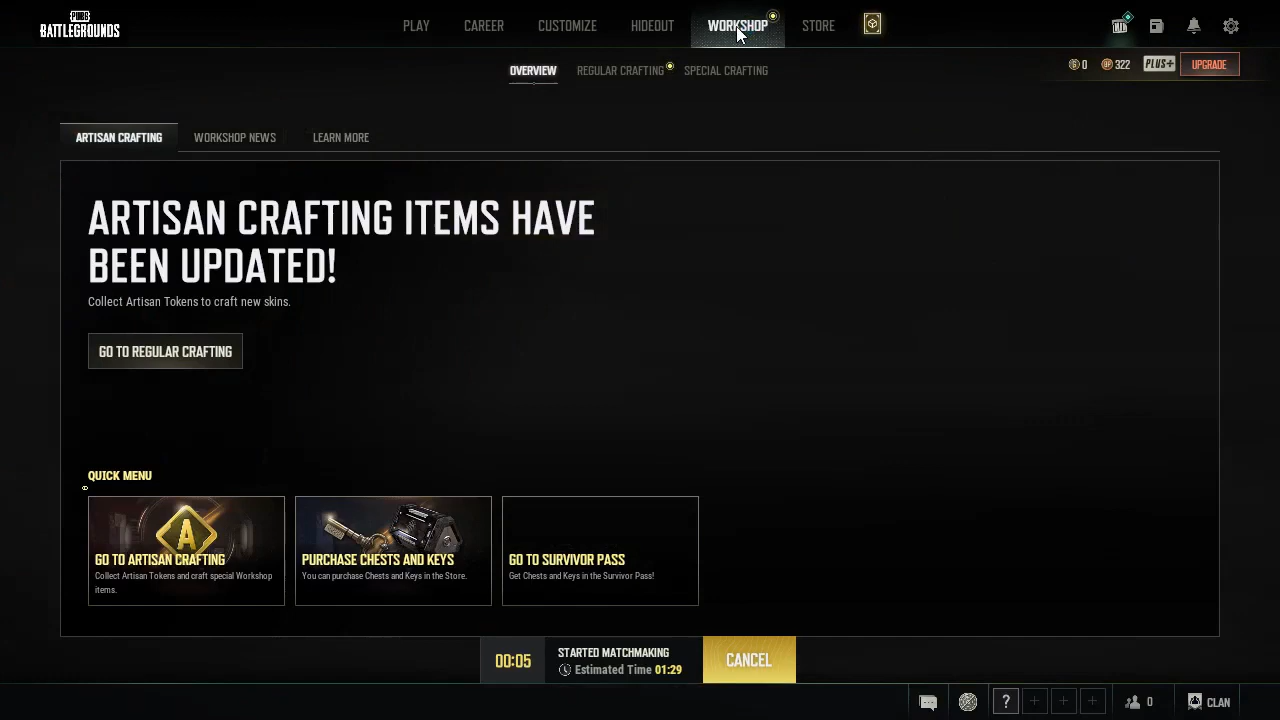 PUBG
BATTLEGROUNDS
PLAY
CAREER
CUSTOMIZE
HIDEOUT
WORKSHOP
STORE
OVERVIEW
REGULAR CRAFTING
SPECIAL CRAFTING
G 0
BP 322
PLUS+
UPGRADE
ARTISAN CRAFTING
WORKSHOP NEWS
LEARN MORE
ARTISAN CRAFTING ITEMS HAVE
BEEN UPDATED!
Collect Artisan Tokens to craft new skins.
GO TO REGULAR CRAFTING
QUICK MENU
A
GO TO ARTISAN CRAFTING
Collect Artisan Tokens and craft special Workshop
items.
PURCHASE CHESTS AND KEYS
You can purchase Chests and Keys in the Store.
GO TO SURVIVOR PASS
Get Chests and Keys in the Survivor Pass!
00:05
STARTED MATCHMAKING
Estimated Time 01:29
CANCEL
?
0
CLAN